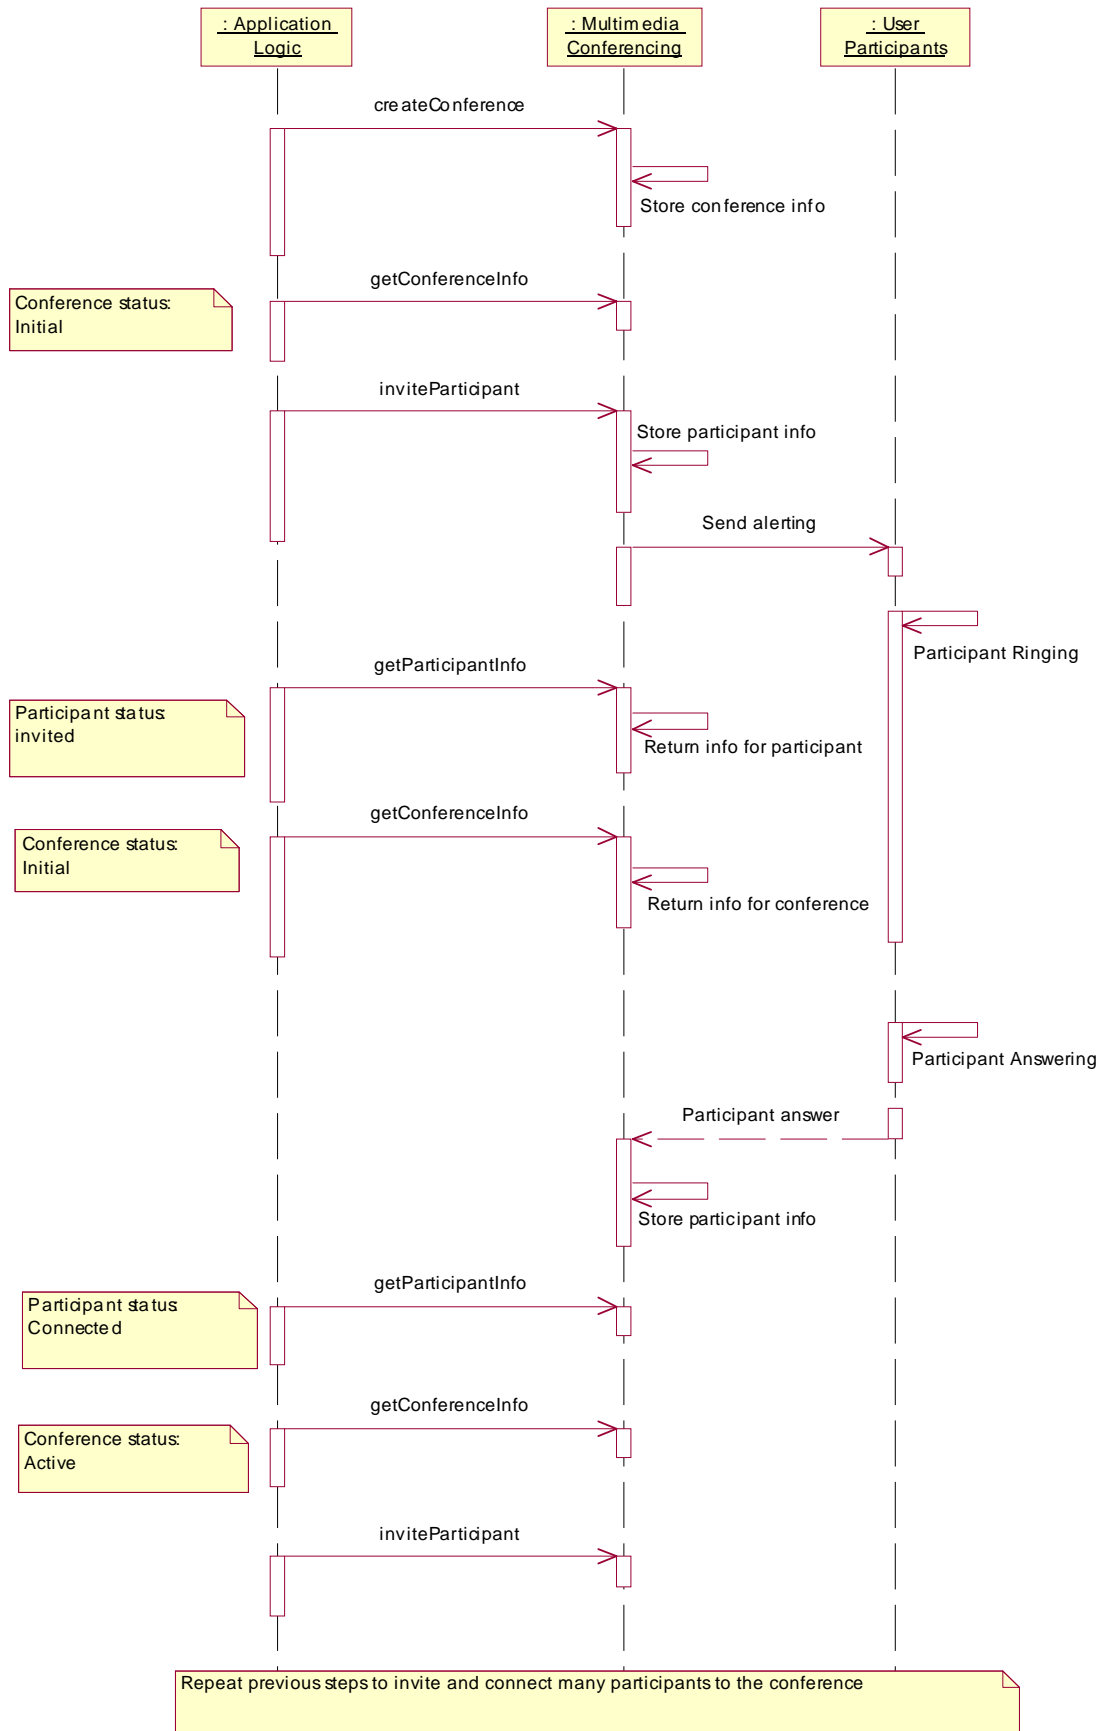 : Application
Logic
: Multimedia
Conferencing
: User
Participants
createConference
Store conference info
getConferenceInfo
Conference status:
Initial
inviteParticipant
Store participant info
Send alerting
Participant Ringing
getParticipantInfo
Participant status:
invited
Return info for participant
getConferenceInfo
Conference status:
Initial
Return info for conference
Participant Answering
Participant answer
Store participant info
getParticipantInfo
Participant status:
Connected
getConferenceInfo
Conference status:
Active
inviteParticipant
Repeat previous steps to invite and connect many participants to the conference